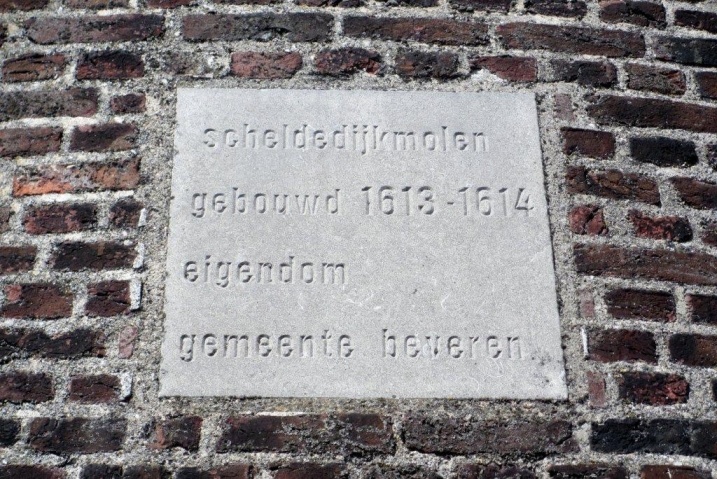 scheldedijkmolen
gebouwd 1613-1614
eigendom
gemeente beveren